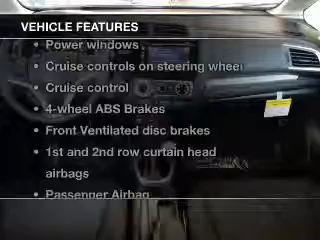 VEHICLE FEATURES
• Power windows
• Cruise controls on steering wheel
• Cruise control
• 4-wheel ABS Brakes
• Front Ventilated disc brakes
• 1st and 2nd row curtain head
airbags
• Passenger Airbag